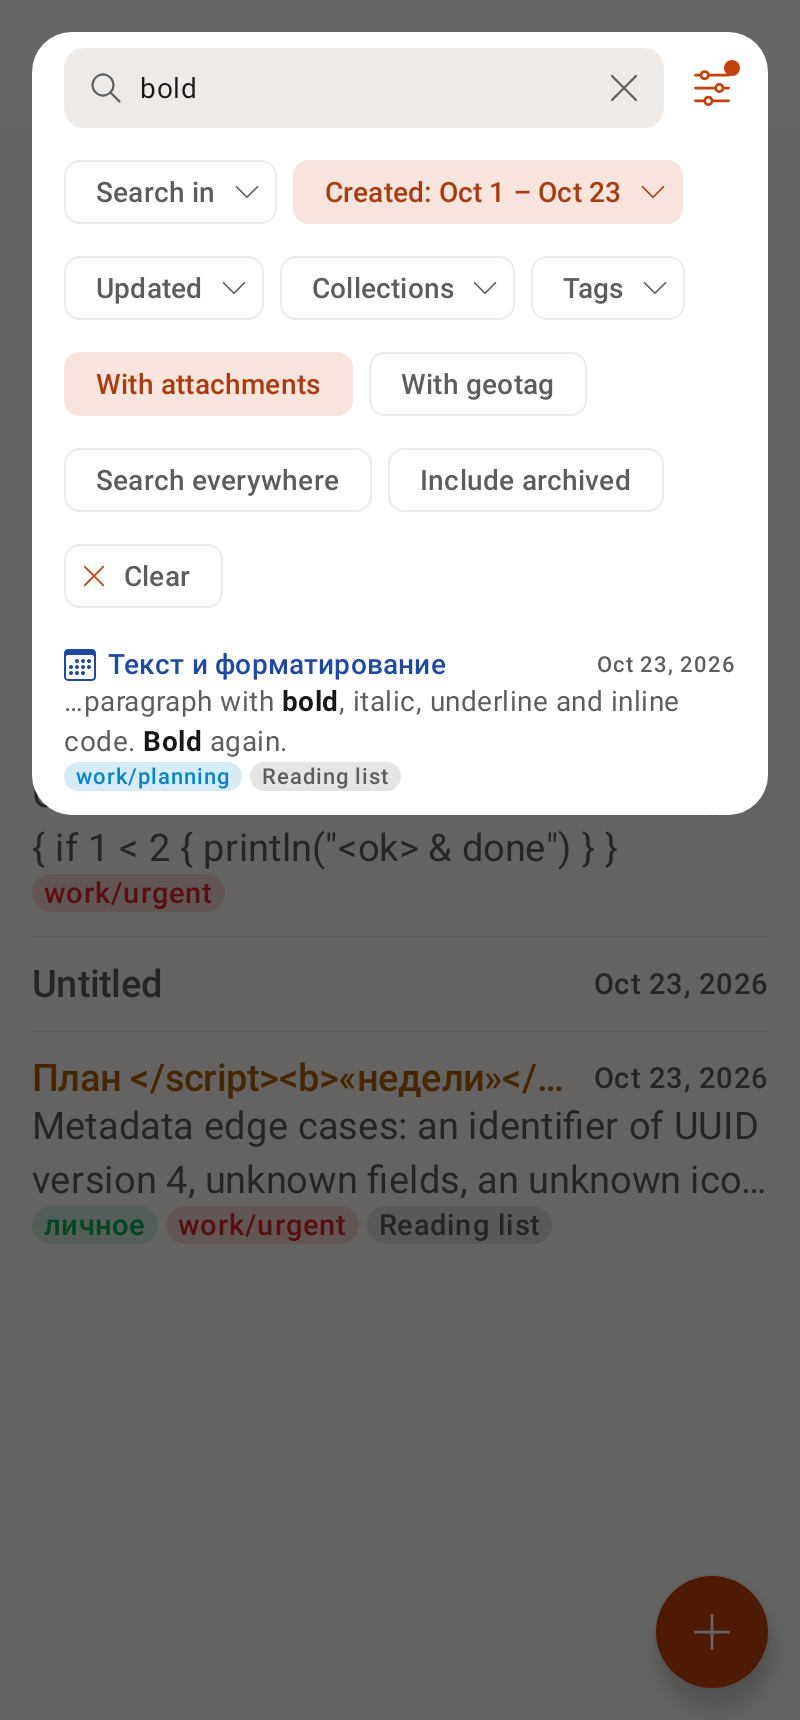 bold
Search in
Created: Oct 1 – Oct 23
Updated
Collections
Tags
With attachments
With geotag
Search everywhere
Include archived
Clear
Текст и форматирование
Oct 23, 2026
…paragraph with bold, italic, underline and inline
code. Bold again.
work/planning
Reading list
{ if 1 < 2 { println("<ok> & done") } }
work/urgent
Untitled
Oct 23, 2026
План </script><b>«недели»</…
Oct 23, 2026
Metadata edge cases: an identifier of UUID
version 4, unknown fields, an unknown ico…
личное
work/urgent
Reading list